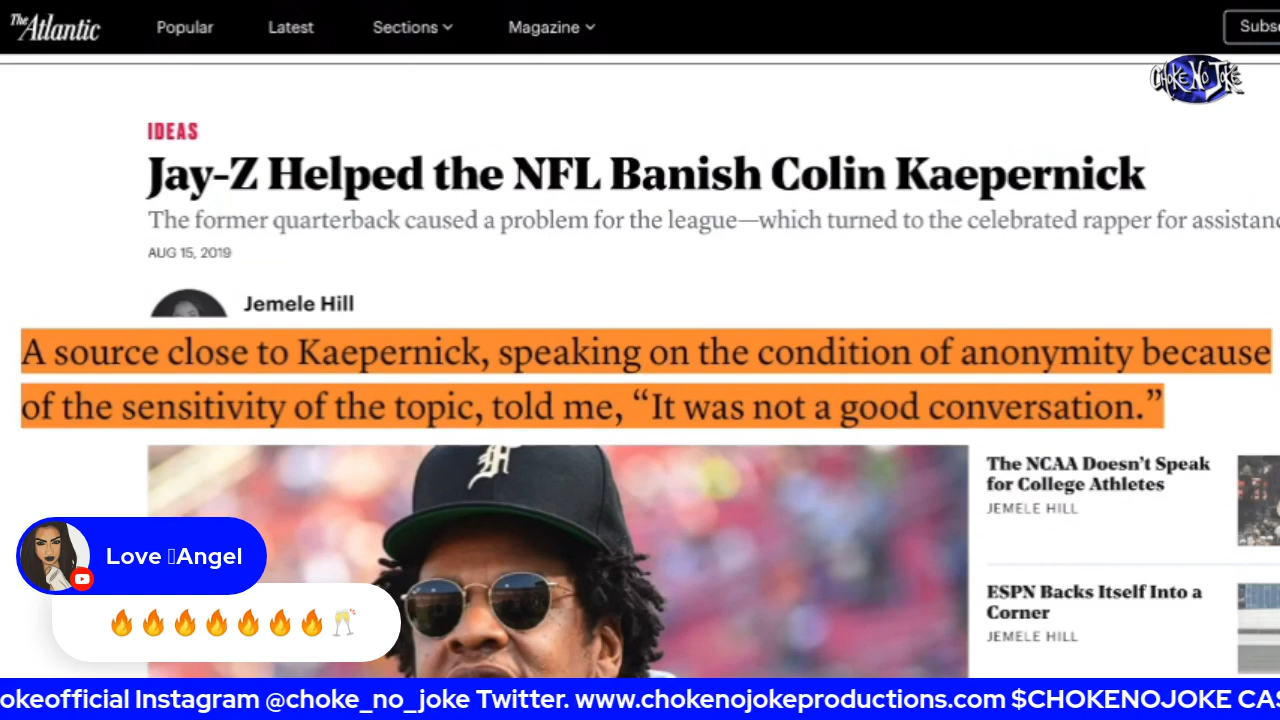 The Atlantic Popular Latest Sections Magazine
CHOKE NO JOKE
IDEAS
Jay-Z Helped the NFL Banish Colin Kaepernick
The former quarterback caused a problem for the league—which turned to the celebrated rapper for
AUG 15, 2019
Jemele Hill
A source close to Kaepernick, speaking on the condition of anonymity because
of the sensitivity of the topic, told me, “It was not a good conversation.”
The NCAA Doesn’t Speak
for College Athletes
JEMELE HILL
ESPN Backs Itself Into a
Corner
JEMELE HILL
Love Angel
🔥🔥🔥🔥🔥🔥🔥🥂
okeofficial Instagram @choke_no_joke Twitter. www.chokenojokeproductions.com $CHOKENOJOKE